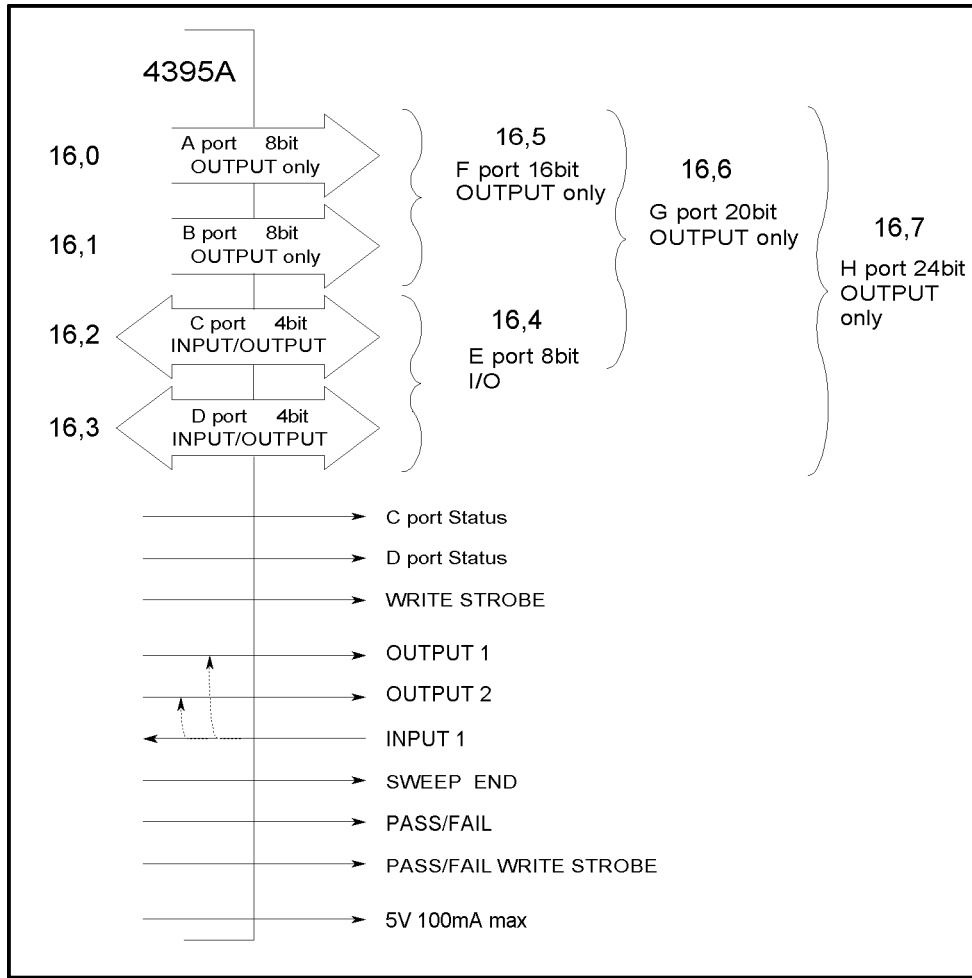 4395A
16,0
A port 8bit
OUTPUT only
16,1
B port 8bit
OUTPUT only
16,2
C port 4bit
INPUT/OUTPUT
16,3
D port 4bit
INPUT/OUTPUT
16,5
F port 16bit
OUTPUT only
16,4
E port 8bit
I/O
16,6
G port 20bit
OUTPUT only
16,7
H port 24bit
OUTPUT
only
C port Status
D port Status
WRITE STROBE
OUTPUT 1
OUTPUT 2
INPUT 1
SWEEP END
PASS/FAIL
PASS/FAIL WRITE STROBE
5V 100mA max